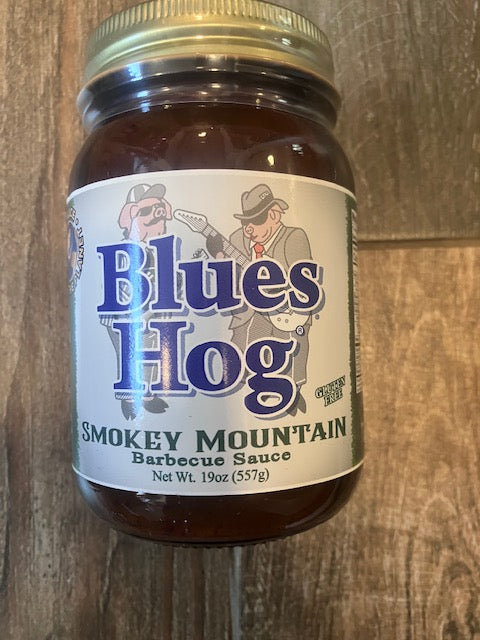 Blues
Hog®
GLUTEN
FREE
SMOKEY MOUNTAIN
Barbecue Sauce
Net Wt. 19oz (557g)